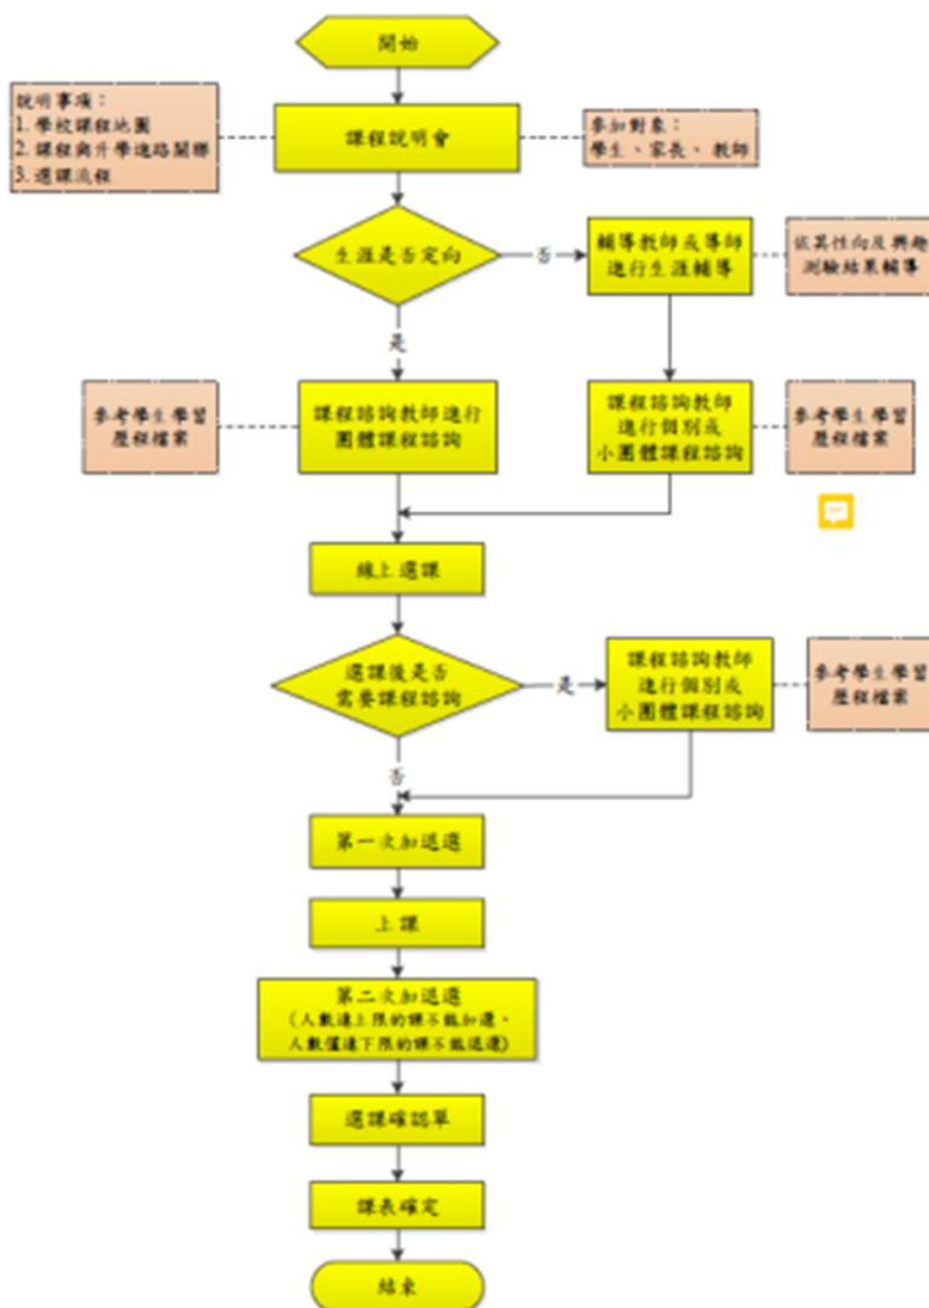 開始
說明事項：
1. 學校課程地圖
2. 課程與升學進路關聯
3. 選課流程
課程說明會
參加對象：
學生、家長、教師
生涯是否定向
否
輔導教師或導師
進行生涯輔導
依其性向及興趣
測驗結果輔導
是
參考學生學習
歷程檔案
課程諮詢教師進行
團體課程諮詢
課程諮詢教師
進行個別或
小團體課程諮詢
參考學生學習
歷程檔案
線上選課
選課後是否
需要課程諮詢
是
課程諮詢教師
進行個別或
小團體課程諮詢
參考學生學習
歷程檔案
否
第一次加退選
上課
第二次加退選
(人數達上限的課不能加選、
人數僅達下限的課不能退選)
選課確認單
課表確定
結束